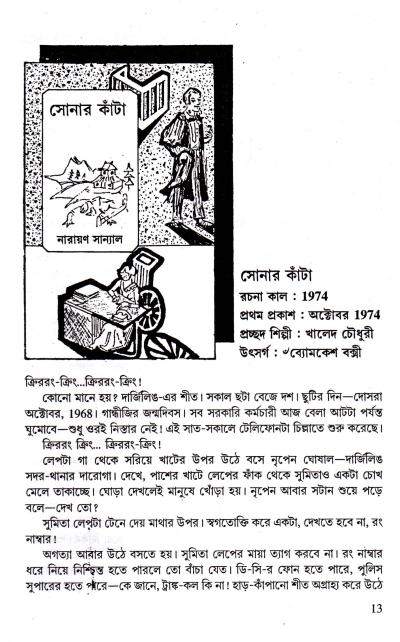 সোনার কাঁটা
নারায়ণ সান্যাল
সোনার কাঁটা
রচনা কাল : 1974
প্রথম প্রকাশ : অক্টোবর 1974
প্রচ্ছদ শিল্পী : খালেদ চৌধুরী
উৎসর্গ : ৺ব্যোমকেশ বক্সী
ক্রিররং-ক্রিং...ক্রিররং-ক্রিং!
কোনো মানে হয়? দার্জিলিঙ-এর শীত। সকাল ছটা বেজে দশ। ছুটির দিন—দোসরা
অক্টোবর, 1968। গান্ধীজির জন্মদিবস। সব সরকারি কর্মচারী আজ বেলা আটটা পর্যন্ত
ঘুমোবে—শুধু ওরই নিস্তার নেই! এই সাত-সকালে টেলিফোনটা চিল্লাতে শুরু করেছে।
ক্রিররং ক্রিং... ক্রিররং-ক্রিং!
লেপটা গা থেকে সরিয়ে খাটের উপর উঠে বসে নৃপেন ঘোষাল—দার্জিলিঙ
সদর-থানার দারোগা। দেখে, পাশের খাটে লেপের ফাঁক থেকে সুমিতাও একটা চোখ
মেলে তাকাচ্ছে। ঘোড়া দেখলেই মানুষে খোঁড়া হয়। নৃপেন আবার সটান শুয়ে পড়ে
বলে—দেখ তো?
সুমিতা লেপটা টেনে দেয় মাথার উপর। স্বগতোক্তি করে একটা, দেখতে হবে না, রং
নাম্বার!
অগত্যা আবার উঠে বসতে হয়। সুমিতা লেপের মায়া ত্যাগ করবে না। রং নাম্বার
ধরে নিয়ে নিশ্চিন্ত হতে পারলে তো বাঁচা যেত। ডি-সি-র ফোন হতে পারে, পুলিস
সুপারের হতে পারে—কে জানে, ট্রাঙ্ক-কল কি না! হাড়-কাঁপানো শীত অগ্রাহ্য করে উঠে
13